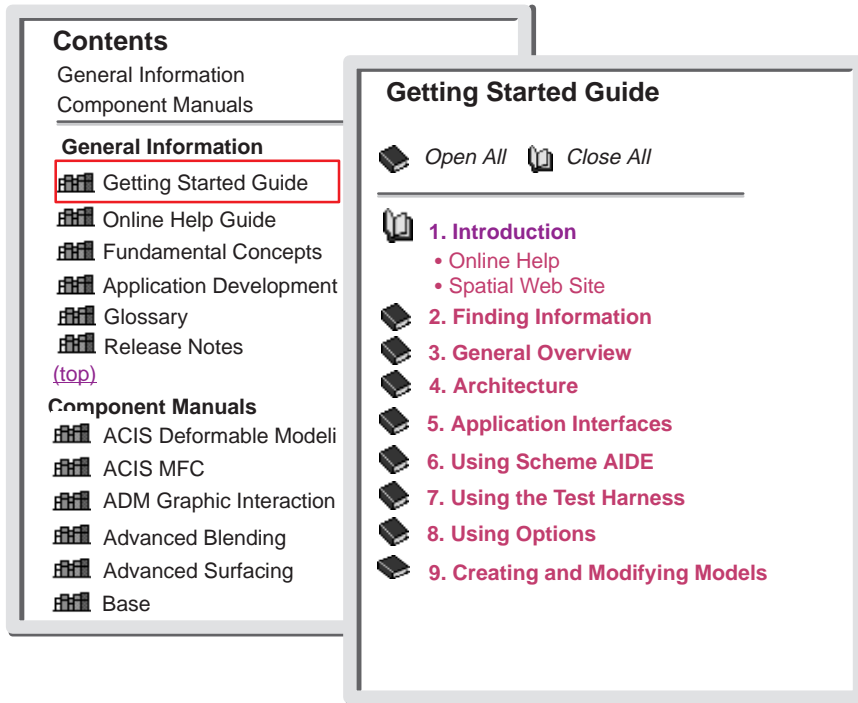 Contents
General Information
Component Manuals
General Information
Getting Started Guide
Online Help Guide
Fundamental Concepts
Application Development
Glossary
Release Notes
(top)
Component Manuals
ACIS Deformable Modeli
ACIS MFC
ADM Graphic Interaction
Advanced Blending
Advanced Surfacing
Base
Getting Started Guide
Open All Close All
1. Introduction
• Online Help
• Spatial Web Site
2. Finding Information
3. General Overview
4. Architecture
5. Application Interfaces
6. Using Scheme AIDE
7. Using the Test Harness
8. Using Options
9. Creating and Modifying Models